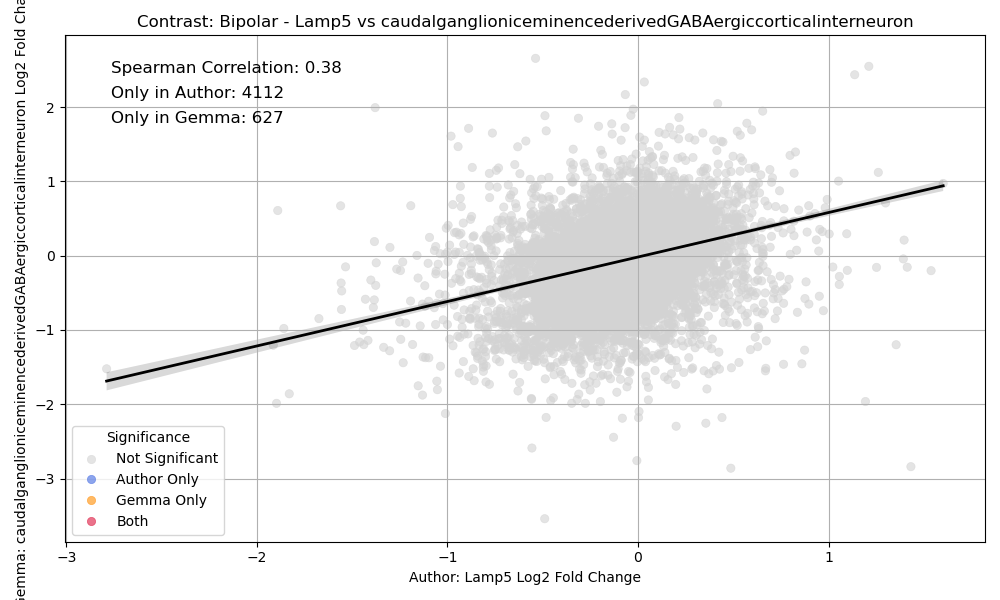 Contrast: Bipolar - Lamp5 vs caudalganglioniceminencederivedGABAergiccorticalinterneuron
Spearman Correlation: 0.38
Only in Author: 4112
Only in Gemma: 627
caudalganglioniceminencederivedGABAergiccorticalinterneuron Log2 Fold
2
1
0
−1
−2
−3
Significance
Not Significant
Author Only
Gemma Only
Both
−3
−2
−1
0
1
Author: Lamp5 Log2 Fold Change